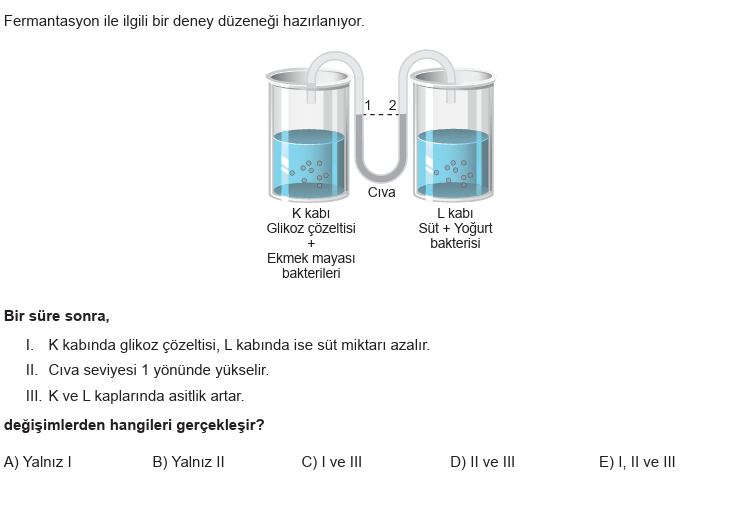 Fermantasyon ile ilgili bir deney düzeneği hazırlanıyor.
1 2
Cıva
K kabı
Glikoz çözeltisi
+
Ekmek mayası
bakterileri
L kabı
Süt + Yoğurt
bakterisi
Bir süre sonra,
I. K kabında glikoz çözeltisi, L kabında ise süt miktarı azalır.
II. Cıva seviyesi 1 yönünde yükselir.
III. K ve L kaplarında asitlik artar.
değişimlerden hangileri gerçekleşir?
A) Yalnız I B) Yalnız II C) I ve III D) II ve III E) I, II ve III